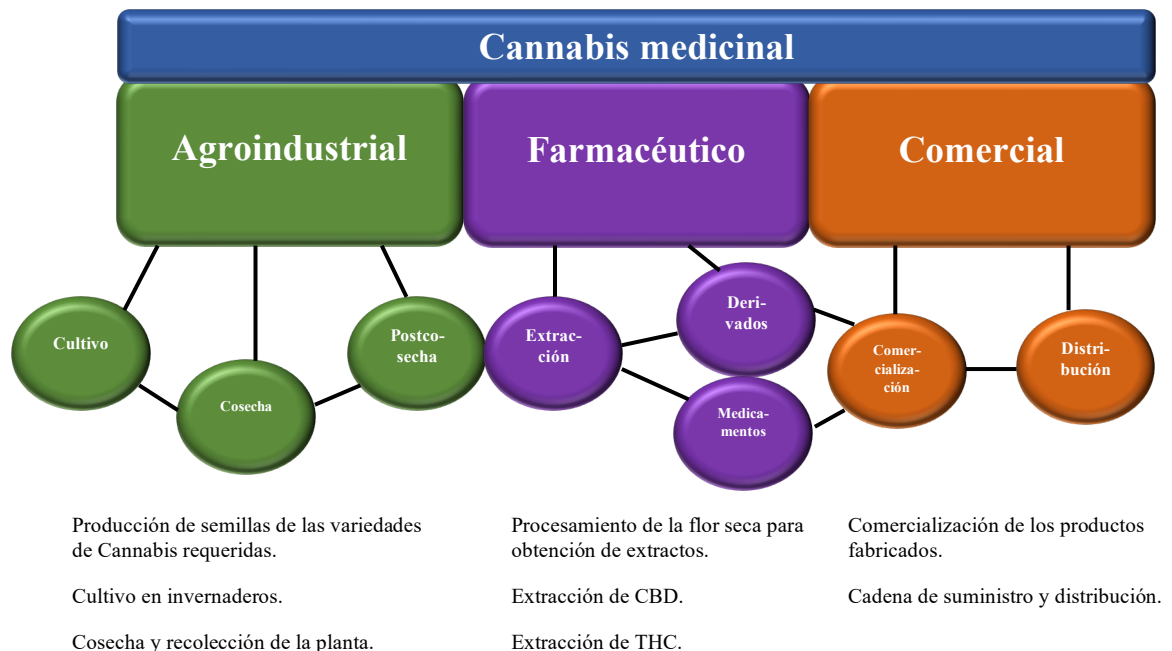 Cannabis medicinal
Agroindustrial
Farmacéutico
Comercial
Cultivo
Cosecha
Postco-
secha
Extrac-
ción
Deri-
vados
Medica-
mentos
Comer-
cializa-
ción
Distri-
bución
Producción de semillas de las variedades
de Cannabis requeridas.
Cultivo en invernaderos.
Cosecha y recolección de la planta.
Procesamiento de la flor seca para
obtención de extractos.
Extracción de CBD.
Extracción de THC.
Comercialización de los productos
fabricados.
Cadena de suministro y distribución.